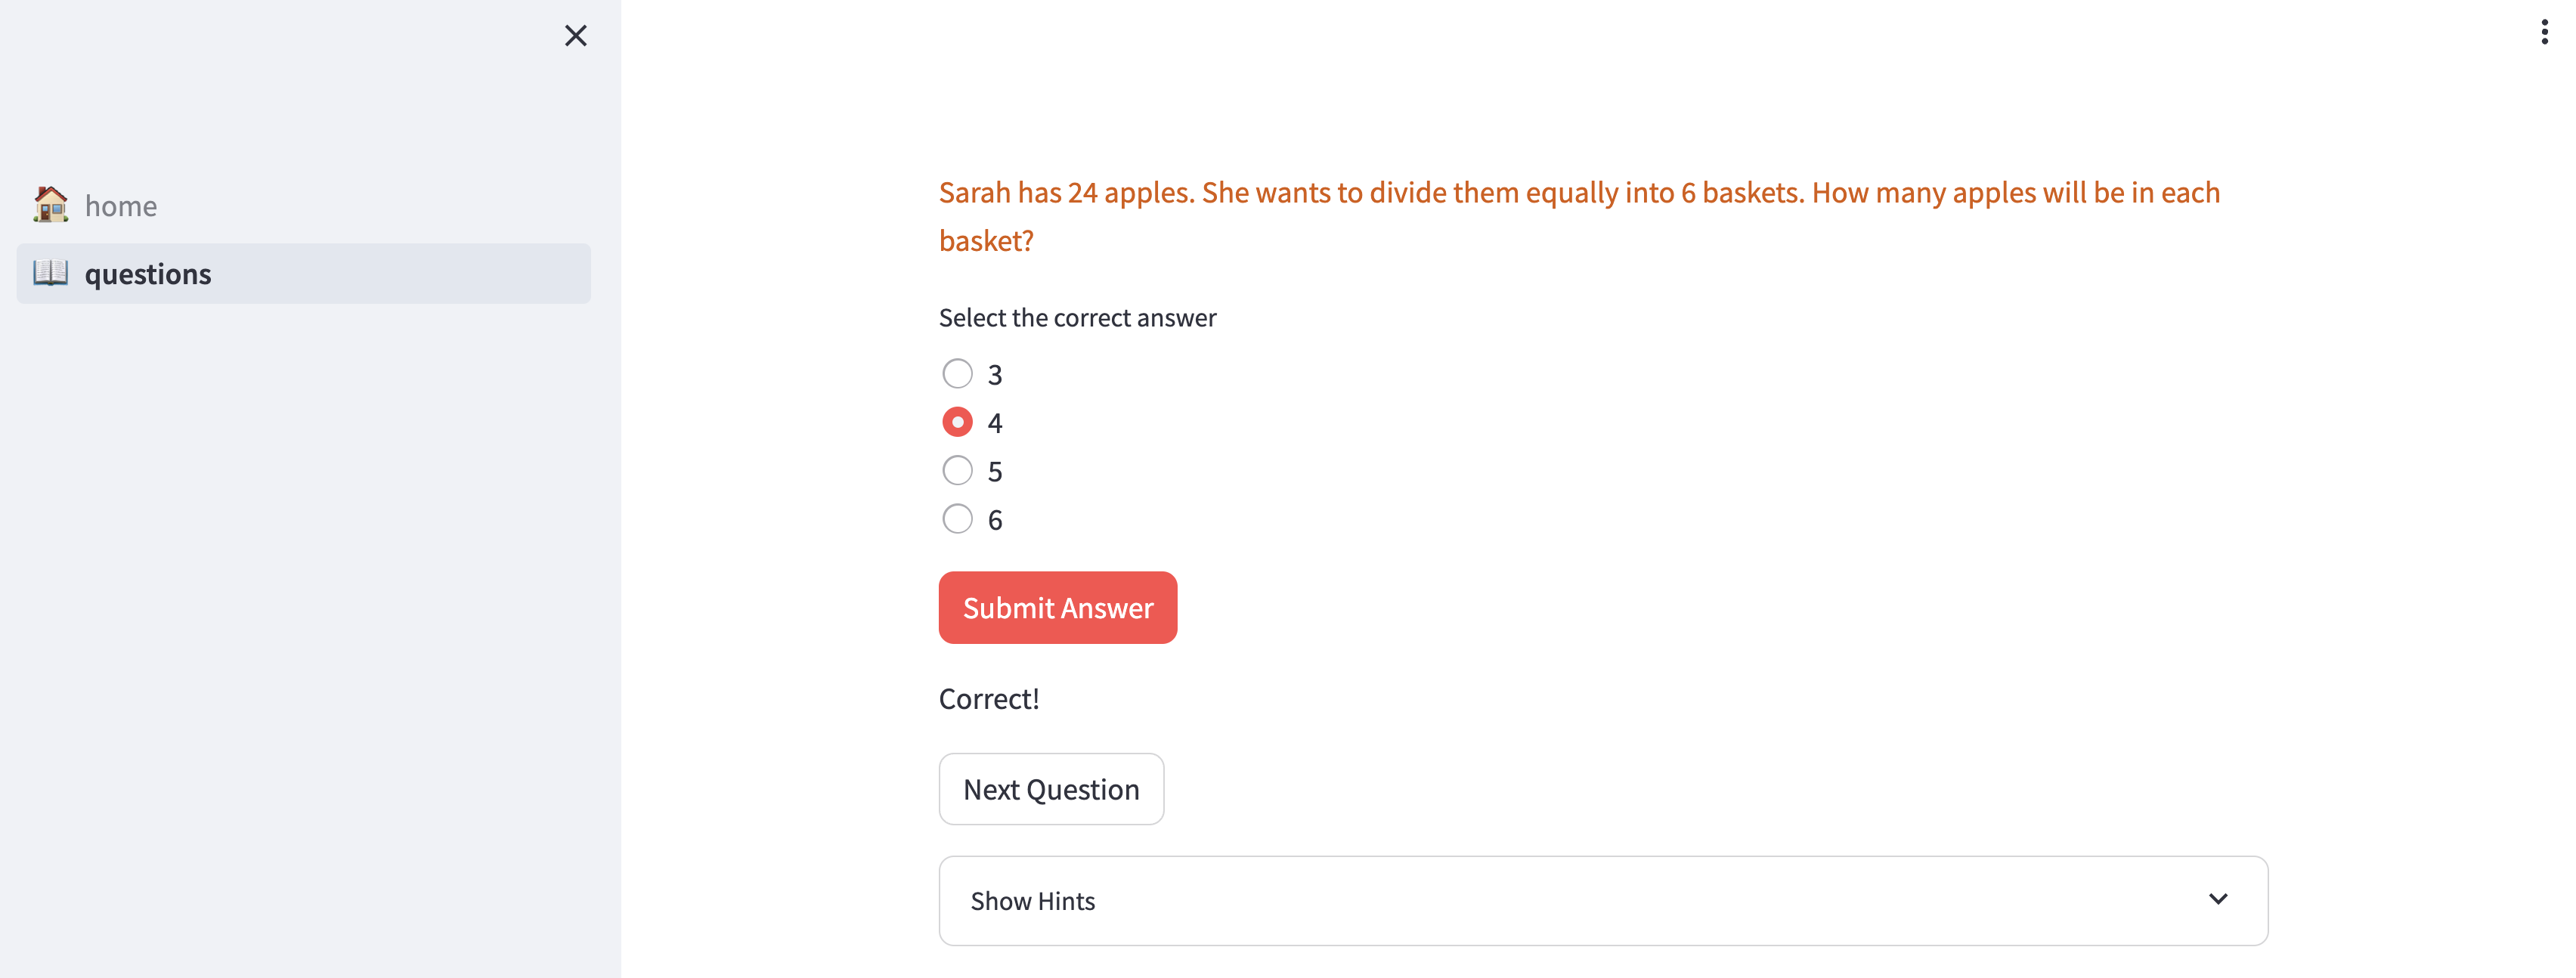 home
questions
Sarah has 24 apples. She wants to divide them equally into 6 baskets. How many apples will be in each
basket?
Select the correct answer
3
4
5
6
Submit Answer
Correct!
Next Question
Show Hints